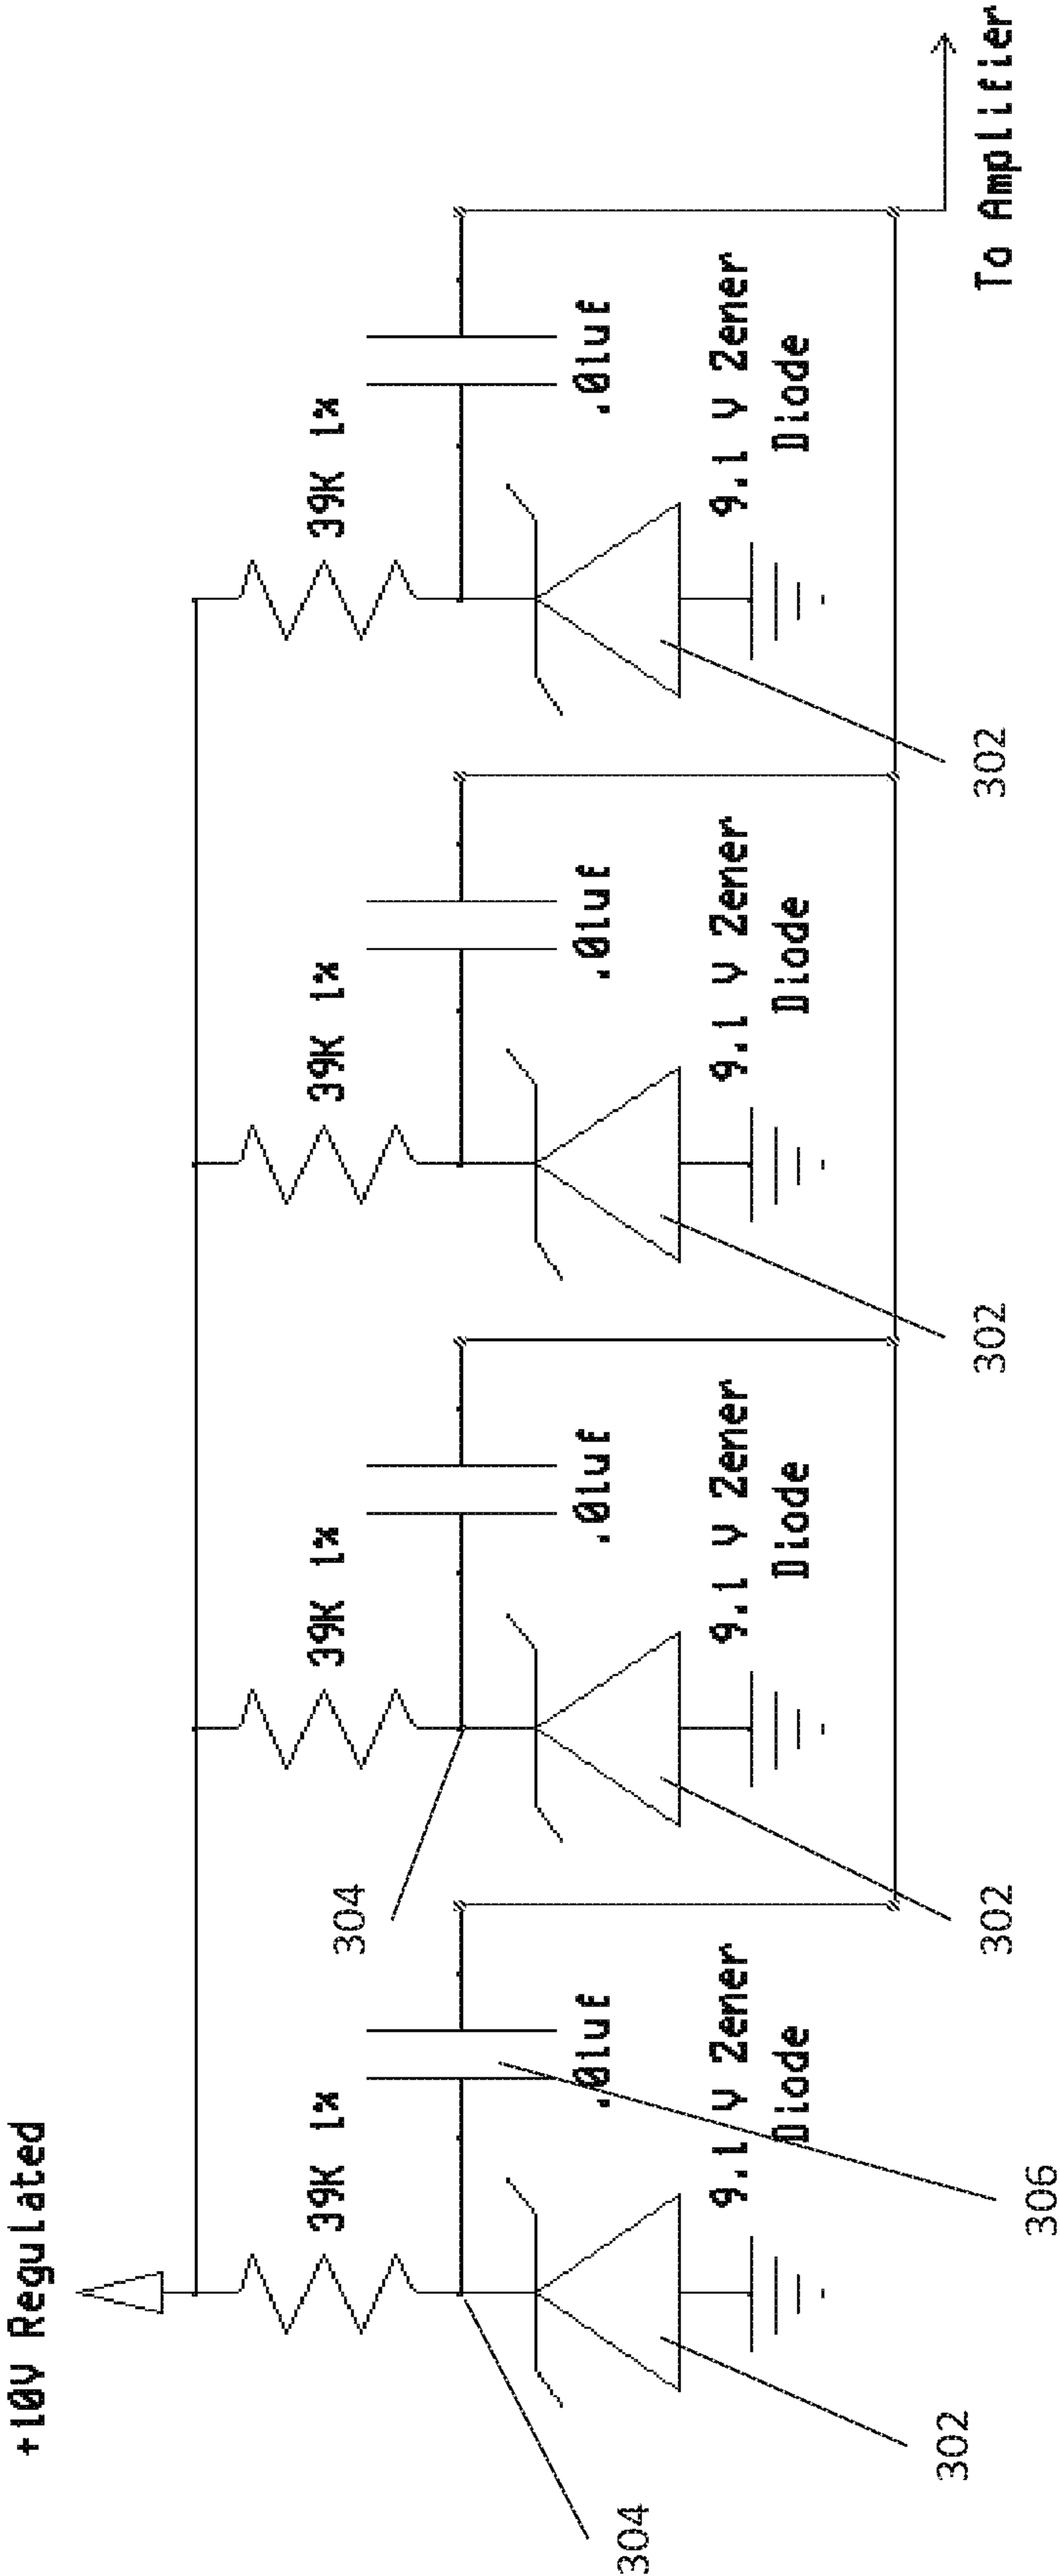 +10V Regulated
39K 1%
39K 1%
39K 1%
39K 1%
304
304
.01uf
.01uf
.01uf
.01uf
9.1 V Zener
Diode
9.1 V Zener
Diode
9.1 V Zener
Diode
9.1 V Zener
Diode
302
306
302
302
302
To Amplifier